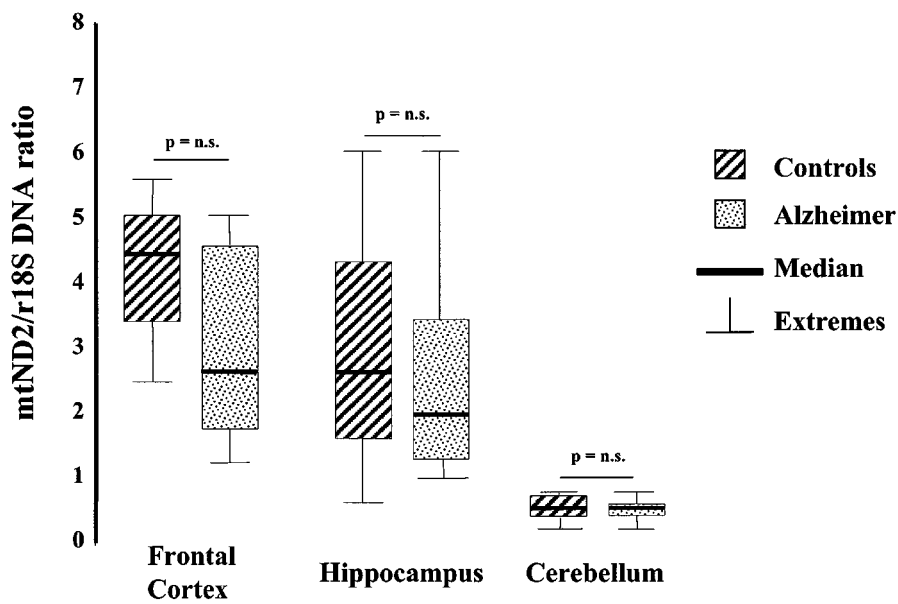 mtND2/r18S DNA ratio
8
7
6
5
4
3
2
1
0
p = n.s.
p = n.s.
p = n.s.
Controls
Alzheimer
Median
Extremes
Frontal
Cortex
Hippocampus
Cerebellum